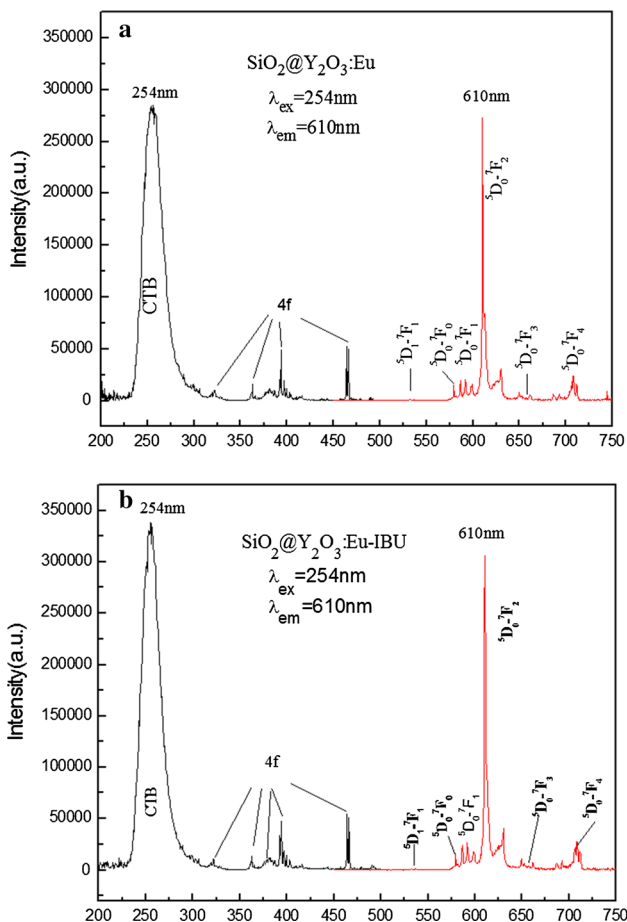 a
350000
300000
250000
200000
150000
100000
50000
0
Intensity(a.u.)
254nm
SiO₂@Y₂O₃:Eu
λex=254nm
λem=610nm
610nm
CTB
4f
⁵D₁-⁷F₁
⁵D₀-⁷F₀
⁵D₀-⁷F₁
⁵D₀-⁷F₂
⁵D₀-⁷F₃
⁵D₀-⁷F₄
200 250 300 350 400 450 500 550 600 650 700 750
b
350000
300000
250000
200000
150000
100000
50000
0
Intensity(a.u.)
254nm
SiO₂@Y₂O₃:Eu-IBU
λex=254nm
λem=610nm
610nm
CTB
4f
⁵D₁-⁷F₁
⁵D₀-⁷F₀
⁵D₀-⁷F₁
⁵D₀-⁷F₂
⁵D₀-⁷F₃
⁵D₀-⁷F₄
200 250 300 350 400 450 500 550 600 650 700 750